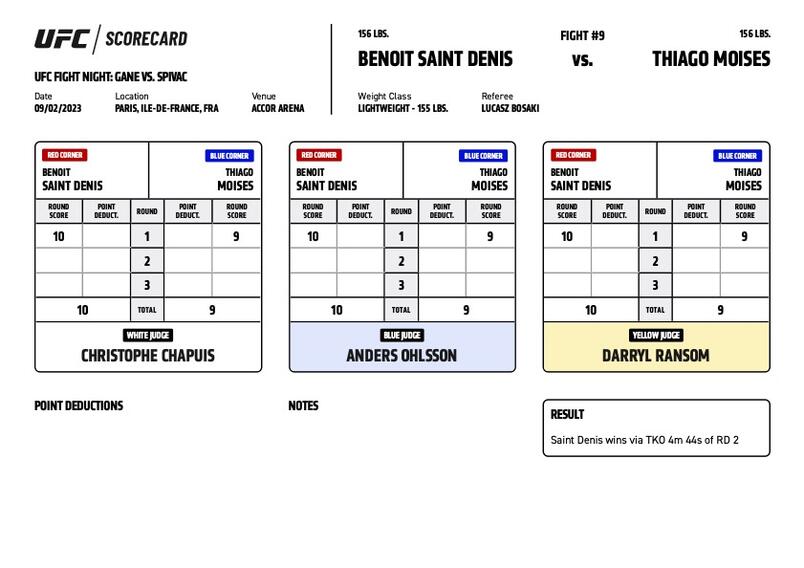 UFC / SCORECARD
UFC FIGHT NIGHT: GANE VS. SPIVAC
Date Location Venue
09/02/2023 PARIS, ILE-DE-FRANCE, FRA ACCOR ARENA
156 LBS. FIGHT #9 156 LBS.
BENOIT SAINT DENIS vs. THIAGO MOISES
Weight Class Referee
LIGHTWEIGHT - 155 LBS. LUCASZ BOSAKI
RED CORNER BLUE CORNER
BENOIT THIAGO
SAINT DENIS MOISES
ROUND SCORE POINT DEDUCT. ROUND POINT DEDUCT. ROUND SCORE
10 1 9
2
3
10 TOTAL 9
WHITE JUDGE
CHRISTOPHE CHAPUIS
RED CORNER BLUE CORNER
BENOIT THIAGO
SAINT DENIS MOISES
ROUND SCORE POINT DEDUCT. ROUND POINT DEDUCT. ROUND SCORE
10 1 9
2
3
10 TOTAL 9
BLUE JUDGE
ANDERS OHLSSON
RED CORNER BLUE CORNER
BENOIT THIAGO
SAINT DENIS MOISES
ROUND SCORE POINT DEDUCT. ROUND POINT DEDUCT. ROUND SCORE
10 1 9
2
3
10 TOTAL 9
YELLOW JUDGE
DARRYL RANSOM
POINT DEDUCTIONS
NOTES
RESULT
Saint Denis wins via TKO 4m 44s of RD 2